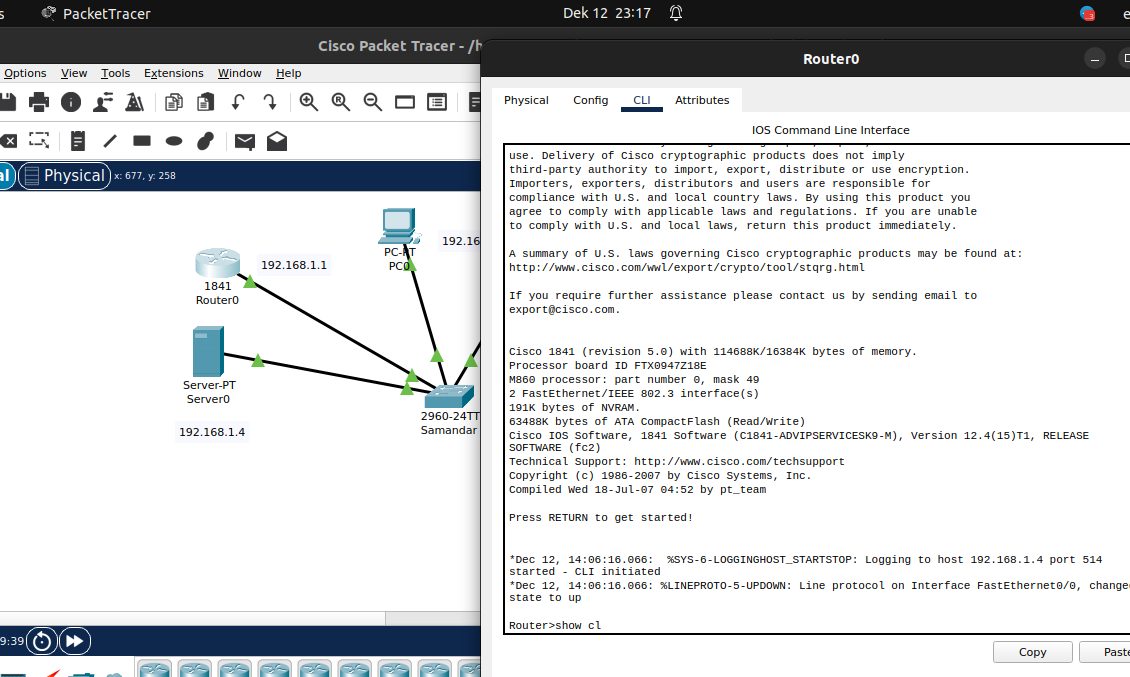 s PacketTracer Dek 12 23:17
Cisco Packet Tracer - /h
Options View Tools Extensions Window Help
Physical x: 677, y: 258
PC-PT
PC0
192.16
192.168.1.1
1841
Router0
Server-PT
Server0
192.168.1.4
2960-24TT
Samandar
9:39
Router0
Physical Config CLI Attributes
IOS Command Line Interface
use. Delivery of Cisco cryptographic products does not imply
third-party authority to import, export, distribute or use encryption.
Importers, exporters, distributors and users are responsible for
compliance with U.S. and local country laws. By using this product you
agree to comply with applicable laws and regulations. If you are unable
to comply with U.S. and local laws, return this product immediately.
A summary of U.S. laws governing Cisco cryptographic products may be found at:
http://www.cisco.com/wwl/export/crypto/tool/stqrg.html
If you require further assistance please contact us by sending email to
export@cisco.com.
Cisco 1841 (revision 5.0) with 114688K/16384K bytes of memory.
Processor board ID FTX0947Z18E
M860 processor: part number 0, mask 49
2 FastEthernet/IEEE 802.3 interface(s)
191K bytes of NVRAM.
63488K bytes of ATA CompactFlash (Read/Write)
Cisco IOS Software, 1841 Software (C1841-ADVIPSERVICESK9-M), Version 12.4(15)T1, RELEASE
SOFTWARE (fc2)
Technical Support: http://www.cisco.com/techsupport
Copyright (c) 1986-2007 by Cisco Systems, Inc.
Compiled Wed 18-Jul-07 04:52 by pt_team
Press RETURN to get started!
*Dec 12, 14:06:16.066:  %SYS-6-LOGGINGHOST_STARTSTOP: Logging to host 192.168.1.4 port 514
started - CLI initiated
*Dec 12, 14:06:16.066: %LINEPROTO-5-UPDOWN: Line protocol on Interface FastEthernet0/0, changed
state to up
Router>show cl
Copy Paste